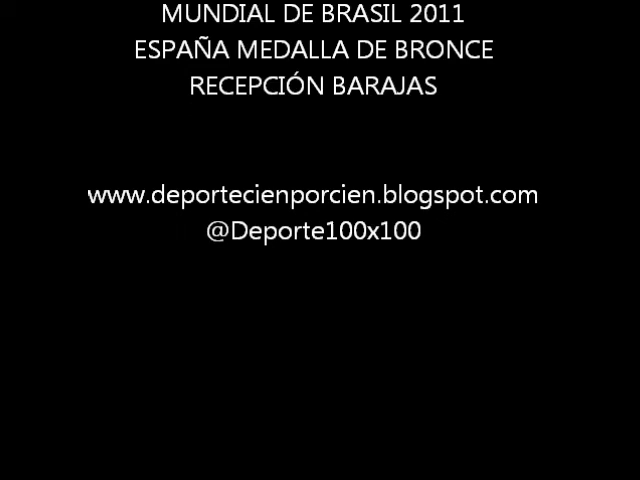 MUNDIAL DE BRASIL 2011
ESPAÑA MEDALLA DE BRONCE
RECEPCIÓN BARAJAS
www.deportecienporcien.blogspot.com
@Deporte100x100